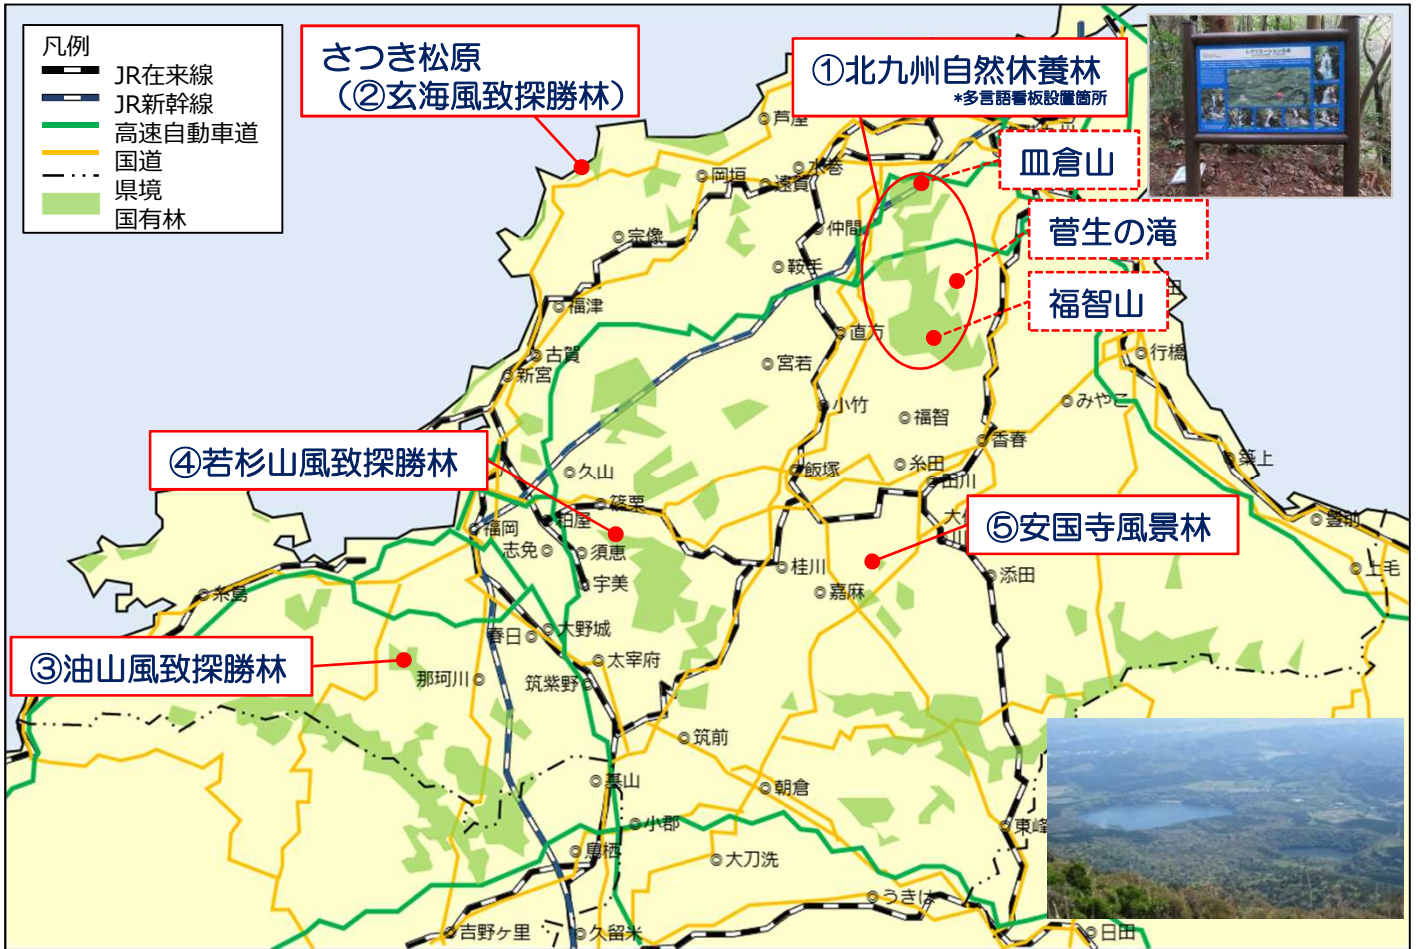 凡例
JR在来線
JR新幹線
高速自動車道
国道
県境
国有林
さつき松原
（②玄海風致探勝林）
①北九州自然休養林
*多言語看板設置箇所
皿倉山
菅生の滝
福智山
④若杉山風致探勝林
⑤安国寺風景林
③油山風致探勝林
芦屋
水巻
岡垣
遠賀
仲間
宗像
鞍手
福津
直方
古賀
宮若
新宮
行橋
みやこ
小竹
福智
香春
築上
久山
飯塚
糸田
田川
篠栗
粕屋
福岡
志免
須恵
豊前
桂川
上毛
宇美
嘉麻
添田
糸島
春日
大野城
太宰府
那珂川
筑紫野
筑前
基山
朝倉
小郡
東峰
鳥栖
大刀洗
うきは
吉野ヶ里
久留米
日田